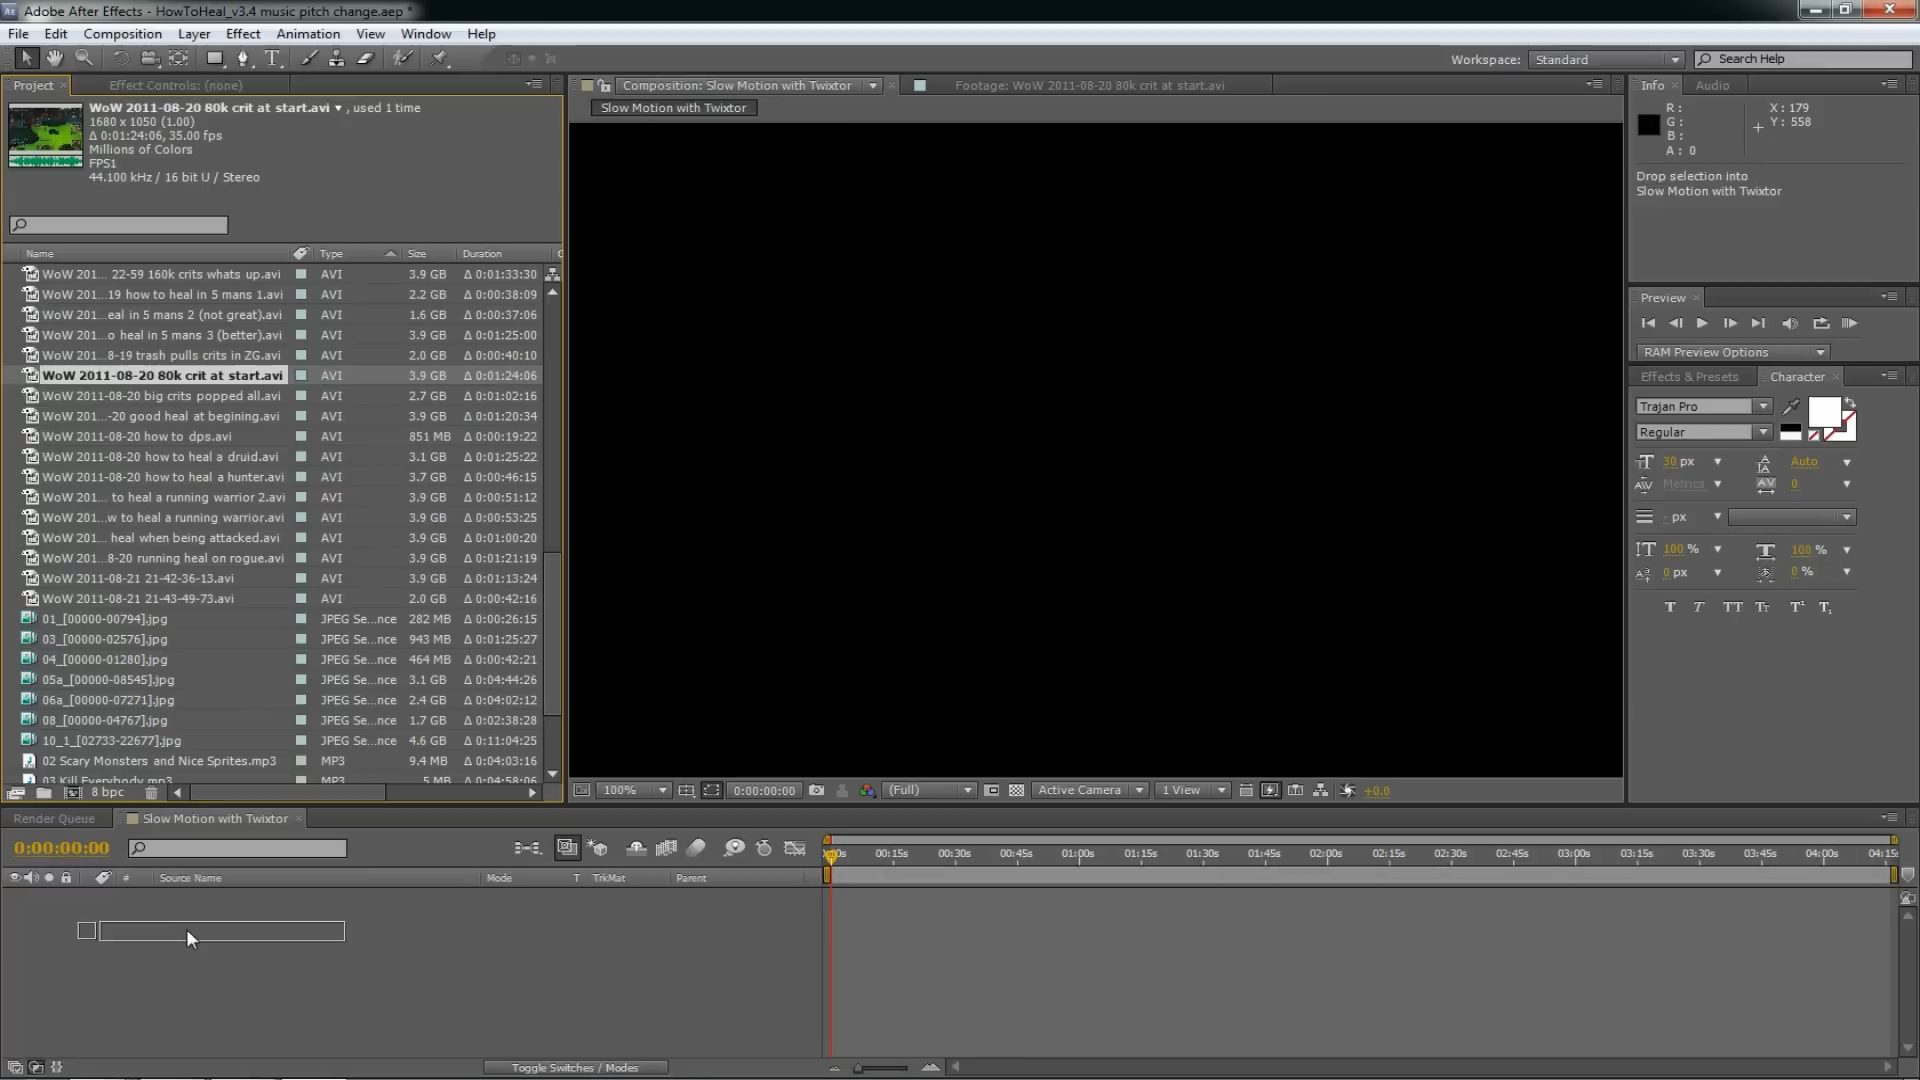 Ae Adobe After Effects - HowToHeal_v3.4 music pitch change.aep *
File Edit Composition Layer Effect Animation View Window Help
Workspace: Standard Search Help
Project Effect Controls: (none)
WoW 2011-08-20 80k crit at start.avi , used 1 time
1680 x 1050 (1.00)
Δ 0:01:24:06, 35.00 fps
Millions of Colors
FPS1
44.100 kHz / 16 bit U / Stereo
Name Type Size Duration
WoW 201... 22-59 160k crits whats up.avi AVI 3.9 GB Δ 0:01:33:30
WoW 201...19 how to heal in 5 mans 1.avi AVI 2.2 GB Δ 0:00:38:09
WoW 201...eal in 5 mans 2 (not great).avi AVI 1.6 GB Δ 0:00:37:06
WoW 201...o heal in 5 mans 3 (better).avi AVI 3.9 GB Δ 0:01:25:00
WoW 201...8-19 trash pulls crits in ZG.avi AVI 2.0 GB Δ 0:00:40:10
WoW 2011-08-20 80k crit at start.avi AVI 3.9 GB Δ 0:01:24:06
WoW 2011-08-20 big crits popped all.avi AVI 2.7 GB Δ 0:01:02:16
WoW 201...-20 good heal at begining.avi AVI 3.9 GB Δ 0:01:20:34
WoW 2011-08-20 how to dps.avi AVI 851 MB Δ 0:00:19:22
WoW 2011-08-20 how to heal a druid.avi AVI 3.1 GB Δ 0:01:25:22
WoW 2011-08-20 how to heal a hunter.avi AVI 3.7 GB Δ 0:00:46:15
WoW 201... to heal a running warrior 2.avi AVI 3.9 GB Δ 0:00:51:12
WoW 201...w to heal a running warrior.avi AVI 3.9 GB Δ 0:00:53:25
WoW 201... heal when being attacked.avi AVI 3.9 GB Δ 0:01:00:20
WoW 201...8-20 running heal on rogue.avi AVI 3.9 GB Δ 0:01:21:19
WoW 2011-08-21 21-42-36-13.avi AVI 3.9 GB Δ 0:01:13:24
WoW 2011-08-21 21-43-49-73.avi AVI 2.0 GB Δ 0:00:42:16
01_[00000-00794].jpg JPEG Se...nce 282 MB Δ 0:00:26:15
03_[00000-02576].jpg JPEG Se...nce 943 MB Δ 0:01:25:27
04_[00000-01280].jpg JPEG Se...nce 464 MB Δ 0:00:42:21
05a_[00000-08545].jpg JPEG Se...nce 3.1 GB Δ 0:04:44:26
06a_[00000-07271].jpg JPEG Se...nce 2.4 GB Δ 0:04:02:12
08_[00000-04767].jpg JPEG Se...nce 1.7 GB Δ 0:02:38:28
10_1_[02733-22677].jpg JPEG Se...nce 4.6 GB Δ 0:11:04:25
02 Scary Monsters and Nice Sprites.mp3 MP3 9.4 MB Δ 0:04:03:16
03 Kill Everybody.mp3 MP3 5 MB Δ 0:04:58:06
8 bpc
Composition: Slow Motion with Twixtor Footage: WoW 2011-08-20 80k crit at start.avi
Slow Motion with Twixtor
100% 0:00:00:00 (Full) Active Camera 1 View +0.0
Info Audio
R: X: 179
G: Y: 558
B:
A: 0
Drop selection into
Slow Motion with Twixtor
Preview
RAM Preview Options
Effects & Presets Character
Trajan Pro
Regular
30 px Auto
Metrics 0
- px
100 % 100 %
0 px 0 %
T T TT Tt T¹ T₁
Render Queue Slow Motion with Twixtor
0:00:00:00
00:15s 00:30s 00:45s 01:00s 01:15s 01:30s 01:45s 02:00s 02:15s 02:30s 02:45s 03:00s 03:15s 03:30s 03:45s 04:00s 04:15s
# Source Name Mode T TrkMat Parent
Toggle Switches / Modes